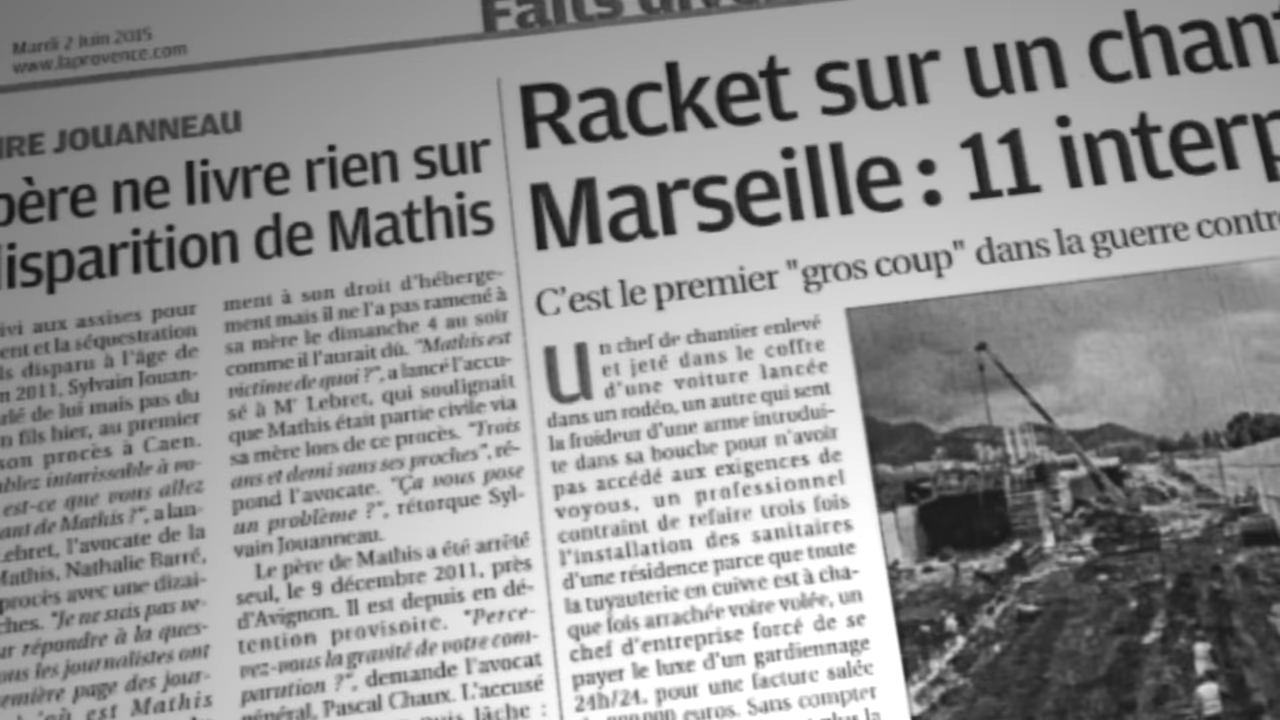 Mardi 2 Juin 2015
www.laprovence.com
Faits
IRE JOUANNEAU
père ne livre rien sur
disparition de Mathis
ivi aux assises pour
ent et la séquestration
ls disparu à l'âge de
n 2011, Sylvain Jouan-
rlé de lui mais pas du
n fils hier, au premier
son procès à Caen.
ablez intarissable à vo-
est-ce que vous allez
ant de Mathis ?", a lan-
Lebret, l'avocate de la
Mathis, Nathalie Barré,
procès avec une dizai-
ches. "Je ne suis pas ve-
ur répondre à la ques-
ous les journalistes ont
emière page des jour-
où est Mathis
ment à son droit d'héberge-
ment mais il ne l'a pas ramené à
sa mère le dimanche 4 au soir
comme il l'aurait dû. "Mathis est
victime de quoi ?", a lancé l'accu-
sé à Mᵉ Lebret, qui soulignait
que Mathis était partie civile via
sa mère lors de ce procès. "Trois
ans et demi sans ses proches", ré-
pond l'avocate. "Ça vous pose
un problème ?", rétorque Syl-
vain Jouanneau.
Le père de Mathis a été arrêté
seul, le 9 décembre 2011, près
d'Avignon. Il est depuis en dé-
tention provisoire. "Perce-
vez-vous la gravité de votre com-
parution ?", demande l'avocat
général, Pascal Chaux. L'accusé
puis lâche :
Racket sur un chant
Marseille : 11 interp
C'est le premier "gros coup" dans la guerre contre
Un chef de chantier enlevé
et jeté dans le coffre
d'une voiture lancée
dans un rodéo, un autre qui sent
la froideur d'une arme introdui-
te dans sa bouche pour n'avoir
pas accédé aux exigences de
voyous, un professionnel
contraint de refaire trois fois
l'installation des sanitaires
d'une résidence parce que toute
la tuyauterie en cuivre est à cha-
que fois arrachée voire volée, un
chef d'entreprise forcé de se
payer le luxe d'un gardiennage
24h/24, pour une facture salée
euros. Sans compter
plus la